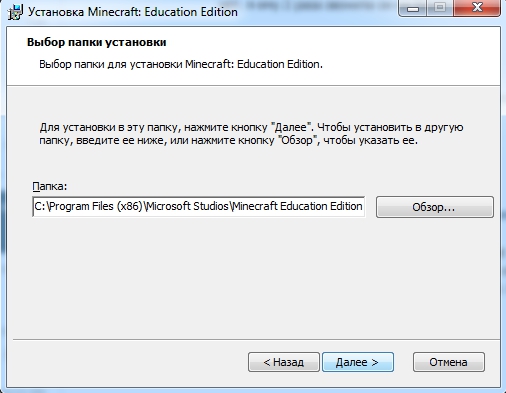 Установка Minecraft: Education Edition
Выбор папки установки
Выбор папки для установки Minecraft: Education Edition.
Для установки в эту папку, нажмите кнопку "Далее". Чтобы установить в другую
папку, введите ее ниже, или нажмите кнопку "Обзор", чтобы указать ее.
Папка:
C:\Program Files (x86)\Microsoft Studios\Minecraft Education Edition
Обзор...
< Назад
Далее >
Отмена